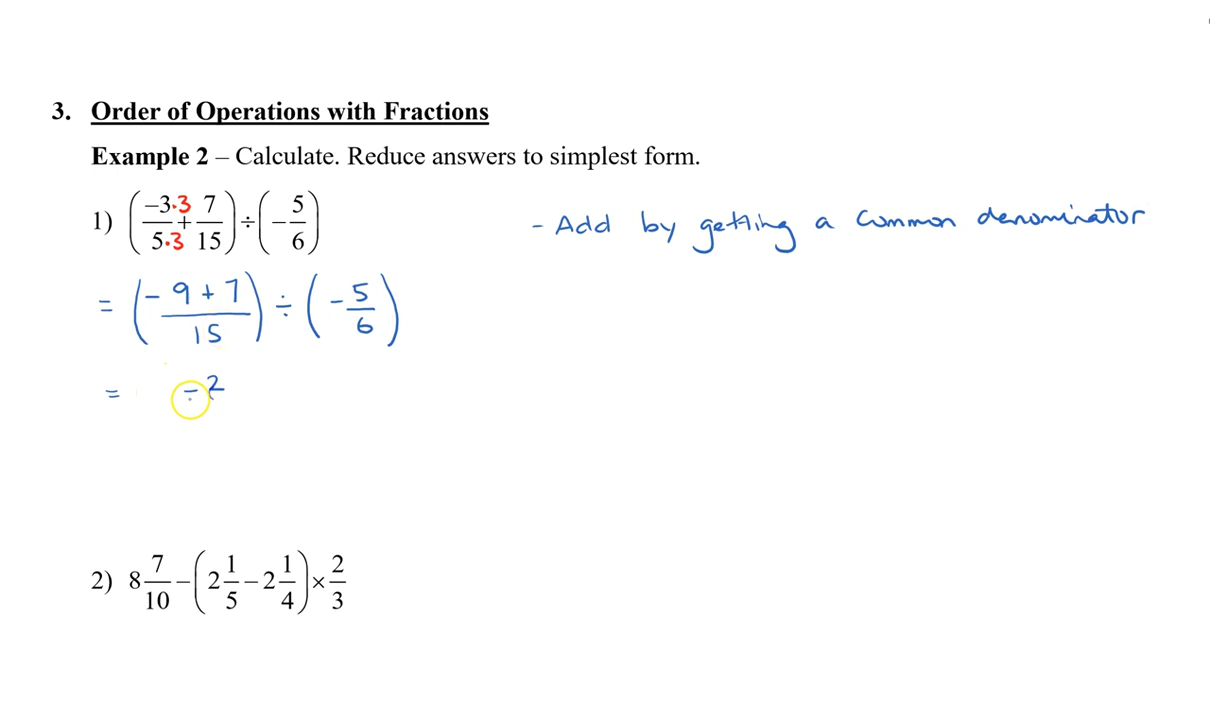 3. Order of Operations with Fractions
Example 2 – Calculate. Reduce answers to simplest form.
1) (−3·3/5·3 + 7/15) ÷ (−5/6)
- Add by getting a common denominator
= (−9+7/15) ÷ (−5/6)
= −2
2) 8 7/10 − (2 1/5 − 2 1/4) × 2/3